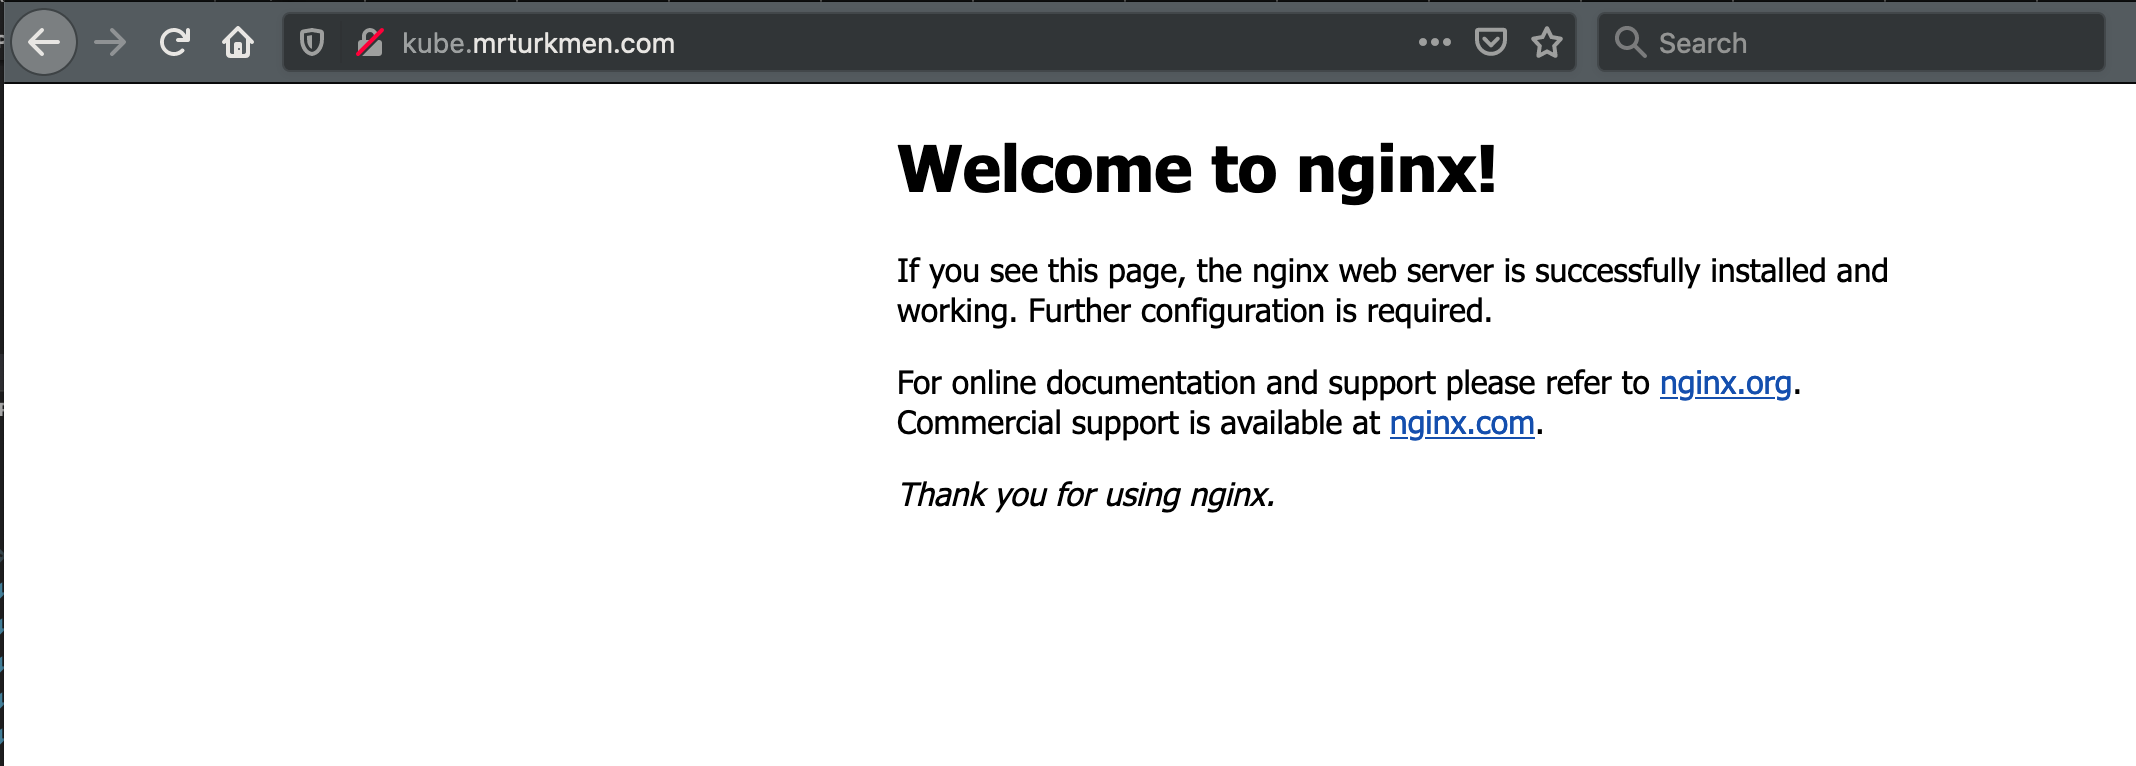 kube.mrturkmen.com
Search
Welcome to nginx!
If you see this page, the nginx web server is successfully installed and
working. Further configuration is required.
For online documentation and support please refer to nginx.org.
Commercial support is available at nginx.com.
Thank you for using nginx.